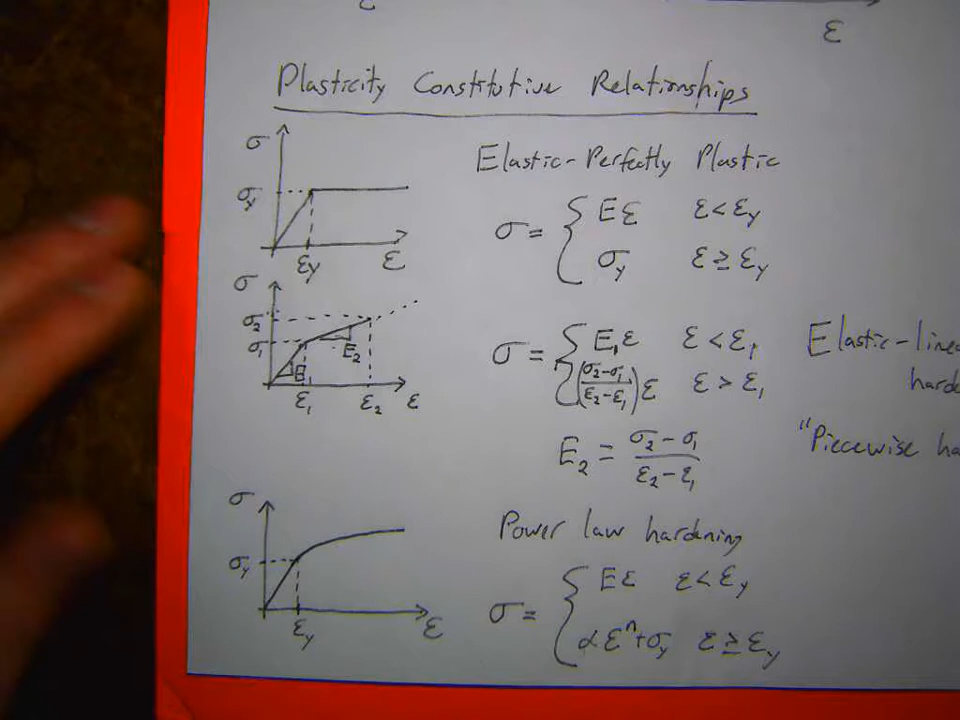 ε
ε
Plasticity Constitutive Relationships
σ
σy
εy
ε
Elastic-Perfectly Plastic
σ = { Eε ε < εy
σy ε ≥ εy
σ
σ2
σ1
E
E2
ε1 ε2 ε
σ = { E1ε ε < ε1
((σ2-σ1)/(ε2-ε1))ε ε > ε1
Elastic-
E2 = (σ2-σ1)/(ε2-ε1)
"Piecewise
σ
σy
εy
ε
Power law hardening
σ = { Eε ε < εy
αε^n+σy ε ≥ εy